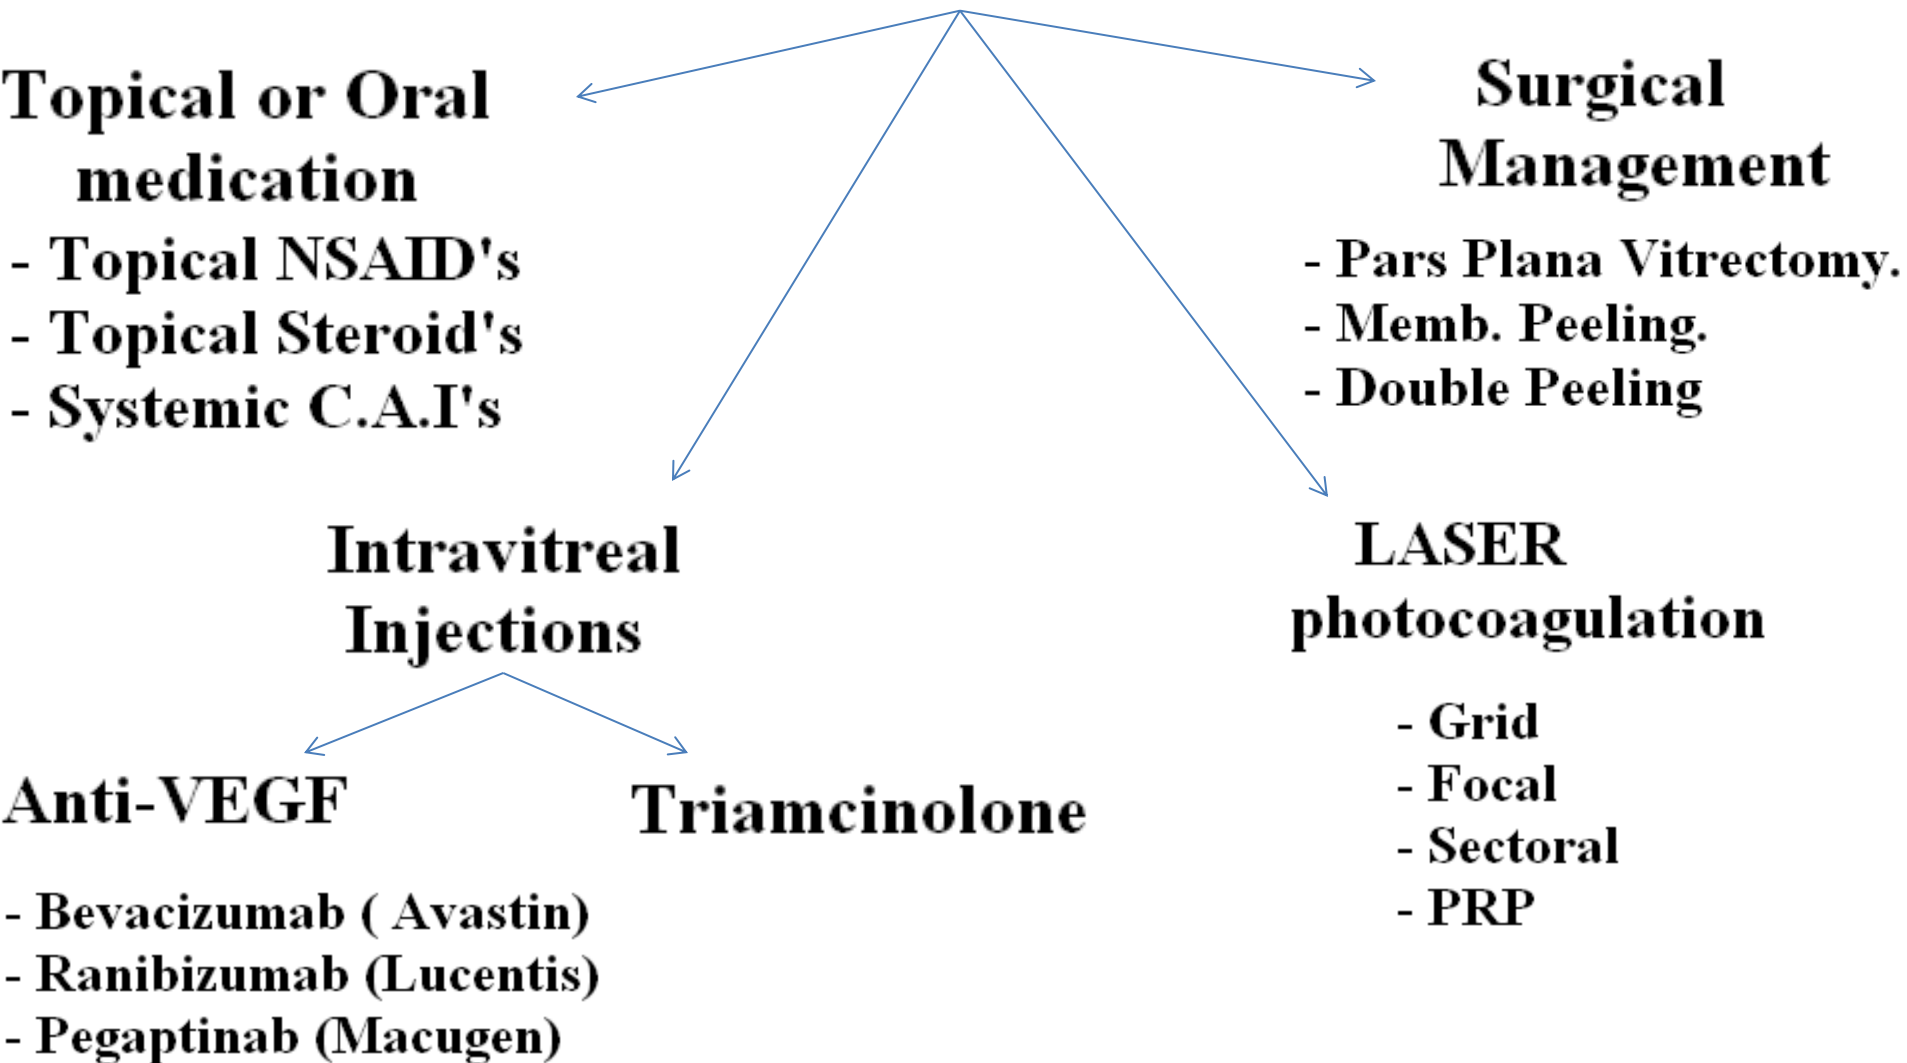 Topical or Oral
medication
- Topical NSAID's
- Topical Steroid's
- Systemic C.A.I's
Surgical
Management
- Pars Plana Vitrectomy.
- Memb. Peeling.
- Double Peeling
Intravitreal
Injections
Anti-VEGF
- Bevacizumab ( Avastin)
- Ranibizumab (Lucentis)
- Pegaptinab (Macugen)
Triamcinolone
LASER
photocoagulation
- Grid
- Focal
- Sectoral
- PRP